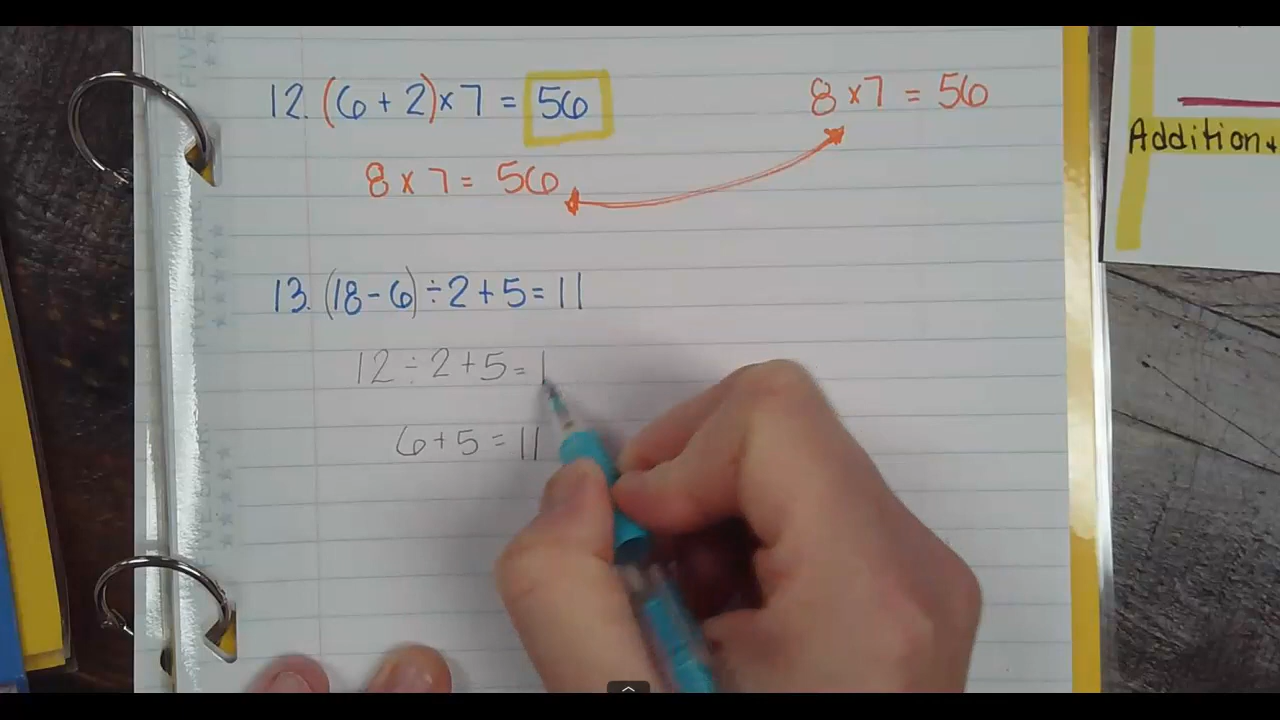 12. (6 + 2) × 7 = 56
8 × 7 = 56
8 × 7 = 56
13. (18 - 6) ÷ 2 + 5 = 11
12 ÷ 2 + 5 = 1
6 + 5 = 11
Addition +
FIVE